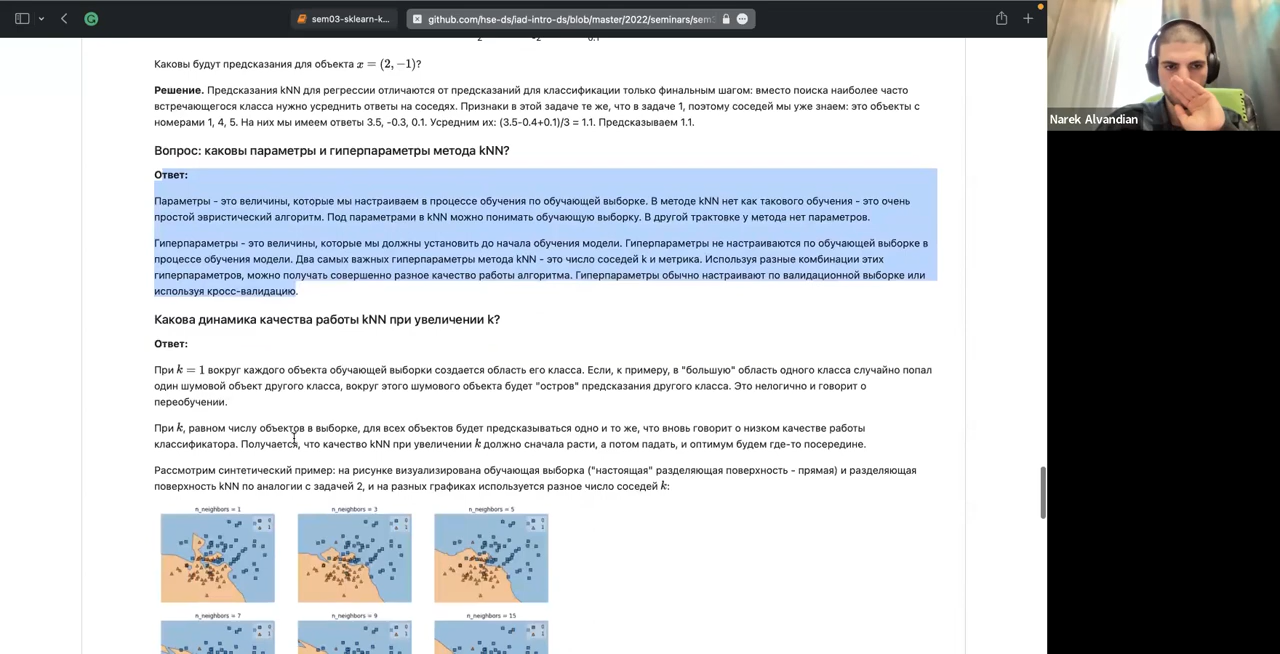 sem03-sklearn-k...
github.com/hse-ds/iad-intro-ds/blob/master/2022/seminars/sem
Каковы будут предсказания для объекта x = (2, −1)?
Решение. Предсказания kNN для регрессии отличаются от предсказаний для классификации только финальным шагом: вместо поиска наиболее часто
встречающегося класса нужно усреднить ответы на соседях. Признаки в этой задаче те же, что в задаче 1, поэтому соседей мы уже знаем: это объекты с
номерами 1, 4, 5. На них мы имеем ответы 3.5, -0.3, 0.1. Усредним их: (3.5-0.4+0.1)/3 = 1.1. Предсказываем 1.1.
Narek Alvandian
Вопрос: каковы параметры и гиперпараметры метода kNN?
Ответ:
Параметры - это величины, которые мы настраиваем в процессе обучения по обучающей выборке. В методе kNN нет как такового обучения - это очень
простой эвристический алгоритм. Под параметрами в kNN можно понимать обучающую выборку. В другой трактовке у метода нет параметров.
Гиперпараметры - это величины, которые мы должны установить до начала обучения модели. Гиперпараметры не настраиваются по обучающей выборке в
процессе обучения модели. Два самых важных гиперпараметры метода kNN - это число соседей k и метрика. Используя разные комбинации этих
гиперпараметров, можно получать совершенно разное качество работы алгоритма. Гиперпараметры обычно настраивают по валидационной выборке или
используя кросс-валидацию.
Какова динамика качества работы kNN при увеличении k?
Ответ:
При k = 1 вокруг каждого объекта обучающей выборки создается область его класса. Если, к примеру, в "большую" область одного класса случайно попал
один шумовой объект другого класса, вокруг этого шумового объекта будет "остров" предсказания другого класса. Это нелогично и говорит о
переобучении.
При k, равном числу объектов в выборке, для всех объектов будет предсказываться одно и то же, что вновь говорит о низком качестве работы
классификатора. Получается, что качество kNN при увеличении k должно сначала расти, а потом падать, и оптимум будем где-то посередине.
Рассмотрим синтетический пример: на рисунке визуализирована обучающая выборка ("настоящая" разделяющая поверхность - прямая) и разделяющая
поверхность kNN по аналогии с задачей 2, и на разных графиках используется разное число соседей k:
n_neighbors = 1 n_neighbors = 3 n_neighbors = 5
0 0 0
1 1 1
n_neighbors = 7 n_neighbors = 9 n_neighbors = 15
0 0 0
1 1 1